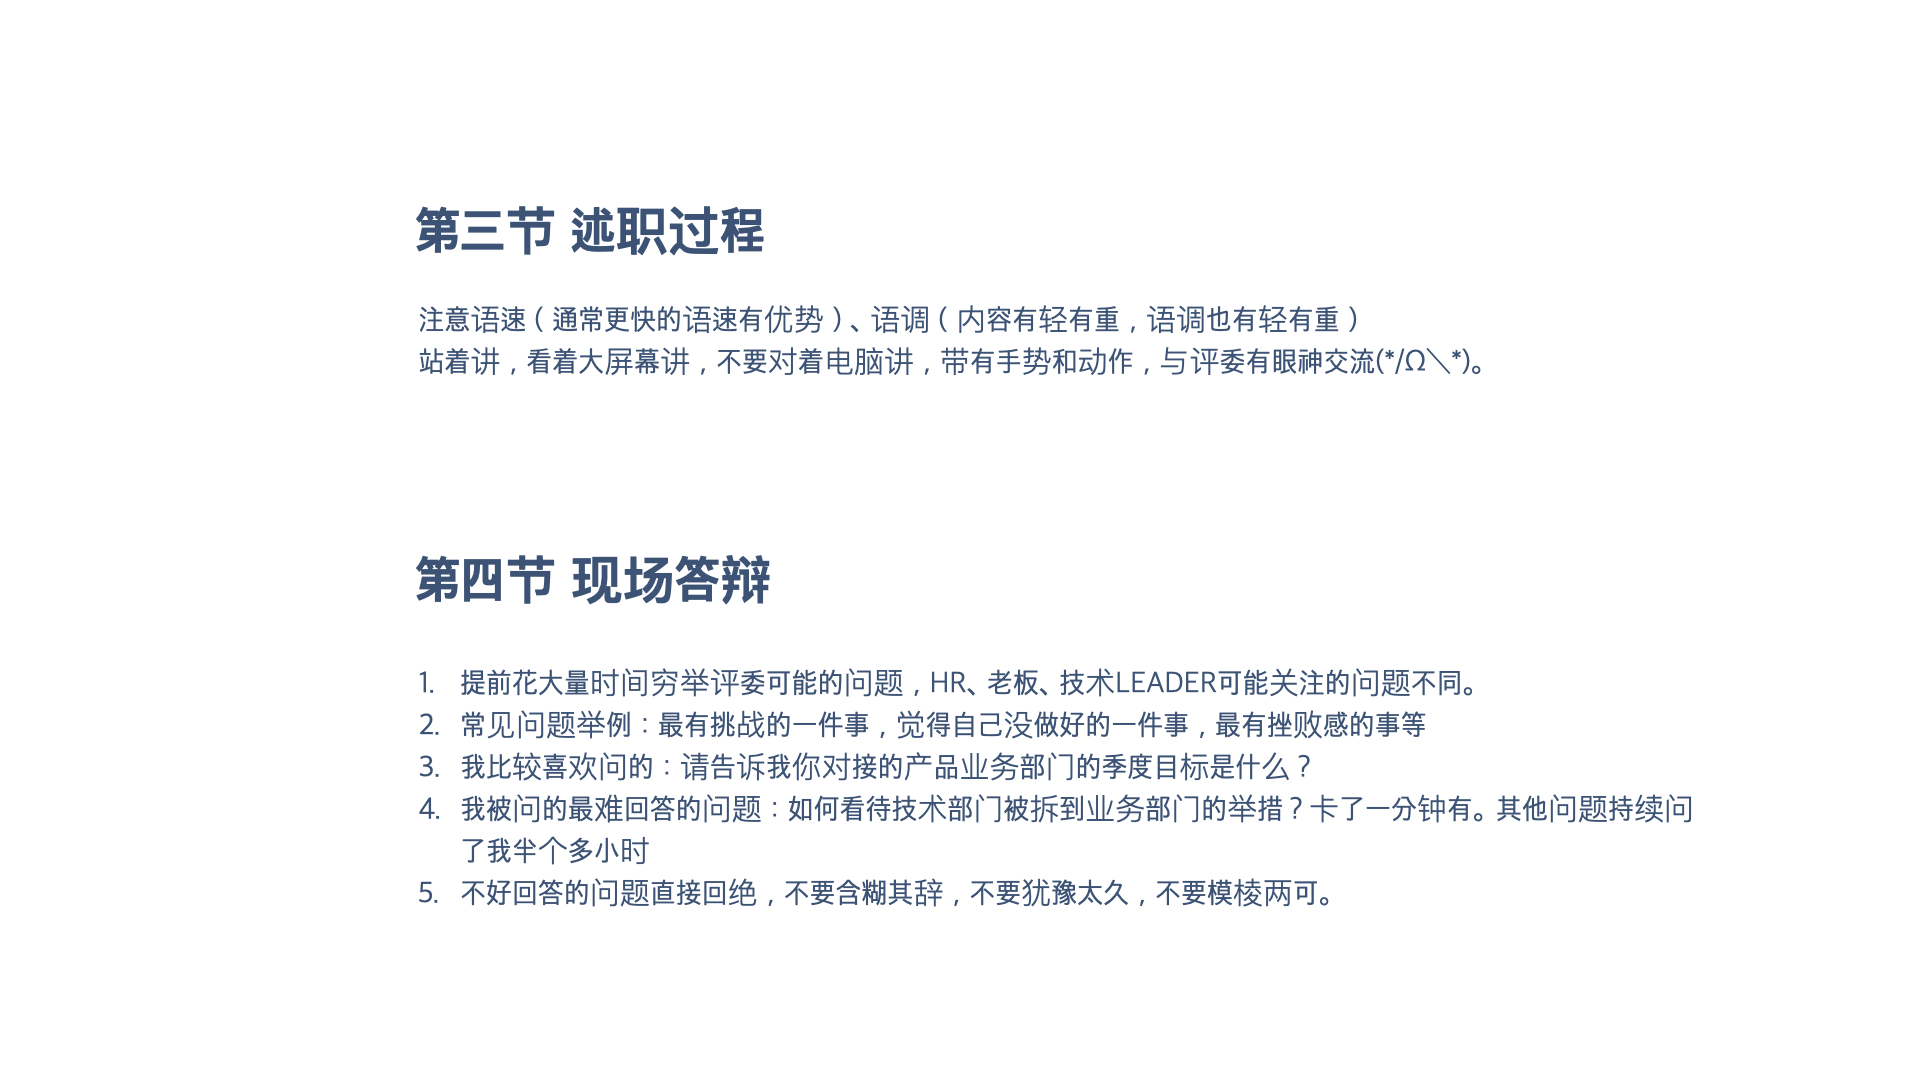 第三节 述职过程
注意语速（通常更快的语速有优势）、语调（内容有轻有重，语调也有轻有重）
站着讲，看着大屏幕讲，不要对着电脑讲，带有手势和动作，与评委有眼神交流(*/Ω＼*)。
第四节 现场答辩
1. 提前花大量时间穷举评委可能的问题，HR、老板、技术LEADER可能关注的问题不同。
2. 常见问题举例：最有挑战的一件事，觉得自己没做好的一件事，最有挫败感的事等
3. 我比较喜欢问的：请告诉我你对接的产品业务部门的季度目标是什么？
4. 我被问的最难回答的问题：如何看待技术部门被拆到业务部门的举措？卡了一分钟有。其他问题持续问
了我半个多小时
5. 不好回答的问题直接回绝，不要含糊其辞，不要犹豫太久，不要模棱两可。